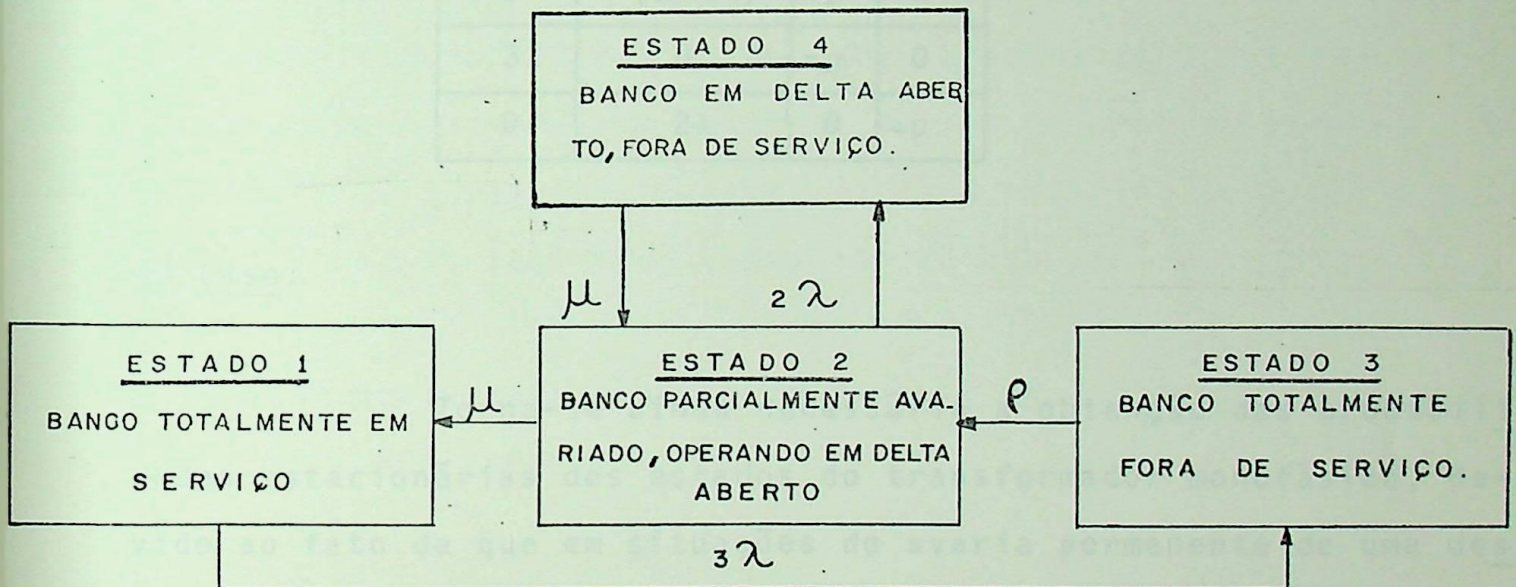 ESTADO 4
BANCO EM DELTA ABER
TO, FORA DE SERVIÇO.
μ 2λ
ESTADO 1
BANCO TOTALMENTE EM
SERVIÇO
μ
ESTADO 2
BANCO PARCIALMENTE AVA-
RIADO, OPERANDO EM DELTA
ABERTO
ρ
ESTADO 3
BANCO TOTALMENTE
FORA DE SERVIÇO.
3λ